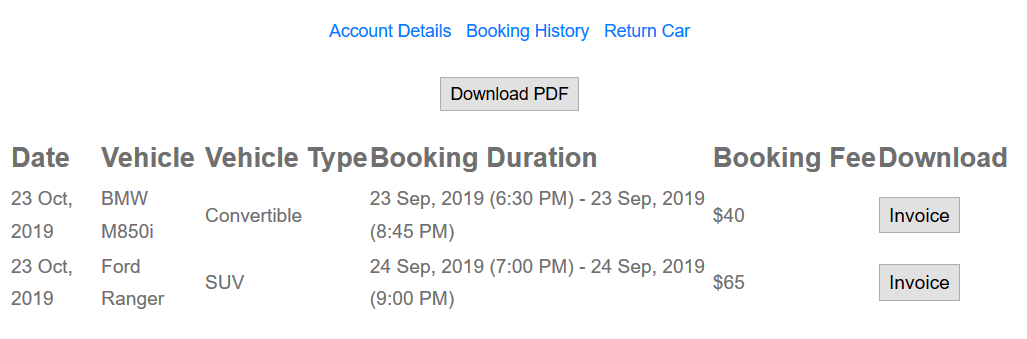 Account Details Booking History Return Car
Download PDF
Date Vehicle Vehicle Type Booking Duration Booking Fee Download
23 Oct, 2019 BMW M850i Convertible 23 Sep, 2019 (6:30 PM) - 23 Sep, 2019 (8:45 PM) $40 Invoice
23 Oct, 2019 Ford Ranger SUV 24 Sep, 2019 (7:00 PM) - 24 Sep, 2019 (9:00 PM) $65 Invoice